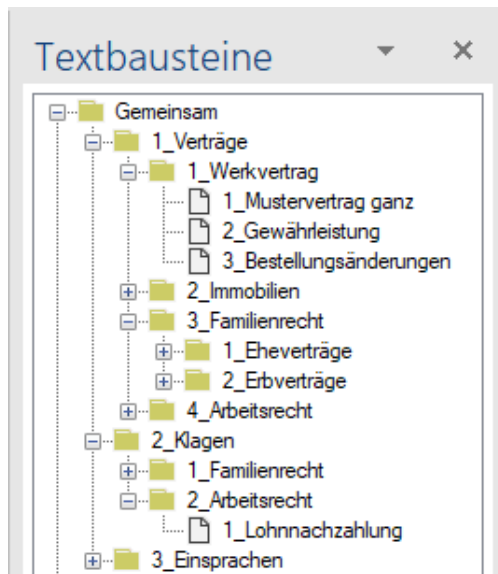 Textbausteine
Gemeinsam
1_Verträge
1_Werkvertrag
1_Mustervertrag ganz
2_Gewährleistung
3_Bestellungsänderungen
2_Immobilien
3_Familienrecht
1_Eheverträge
2_Erbverträge
4_Arbeitsrecht
2_Klagen
1_Familienrecht
2_Arbeitsrecht
1_Lohnnachzahlung
3_Einsprachen